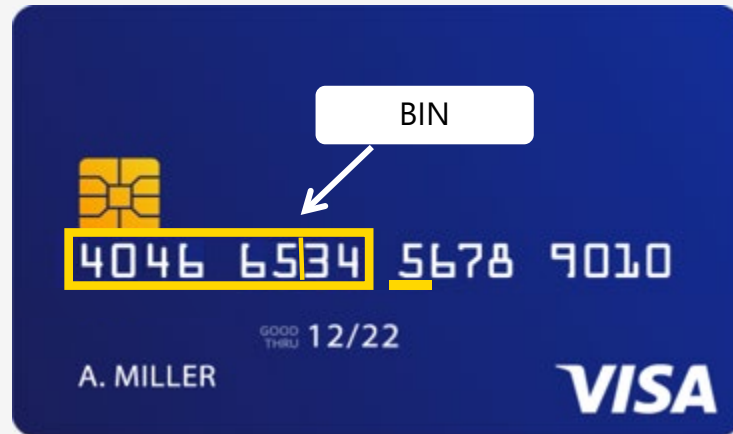 BIN
4046 6534 5678 9010
GOOD THRU 12/22
A. MILLER
VISA